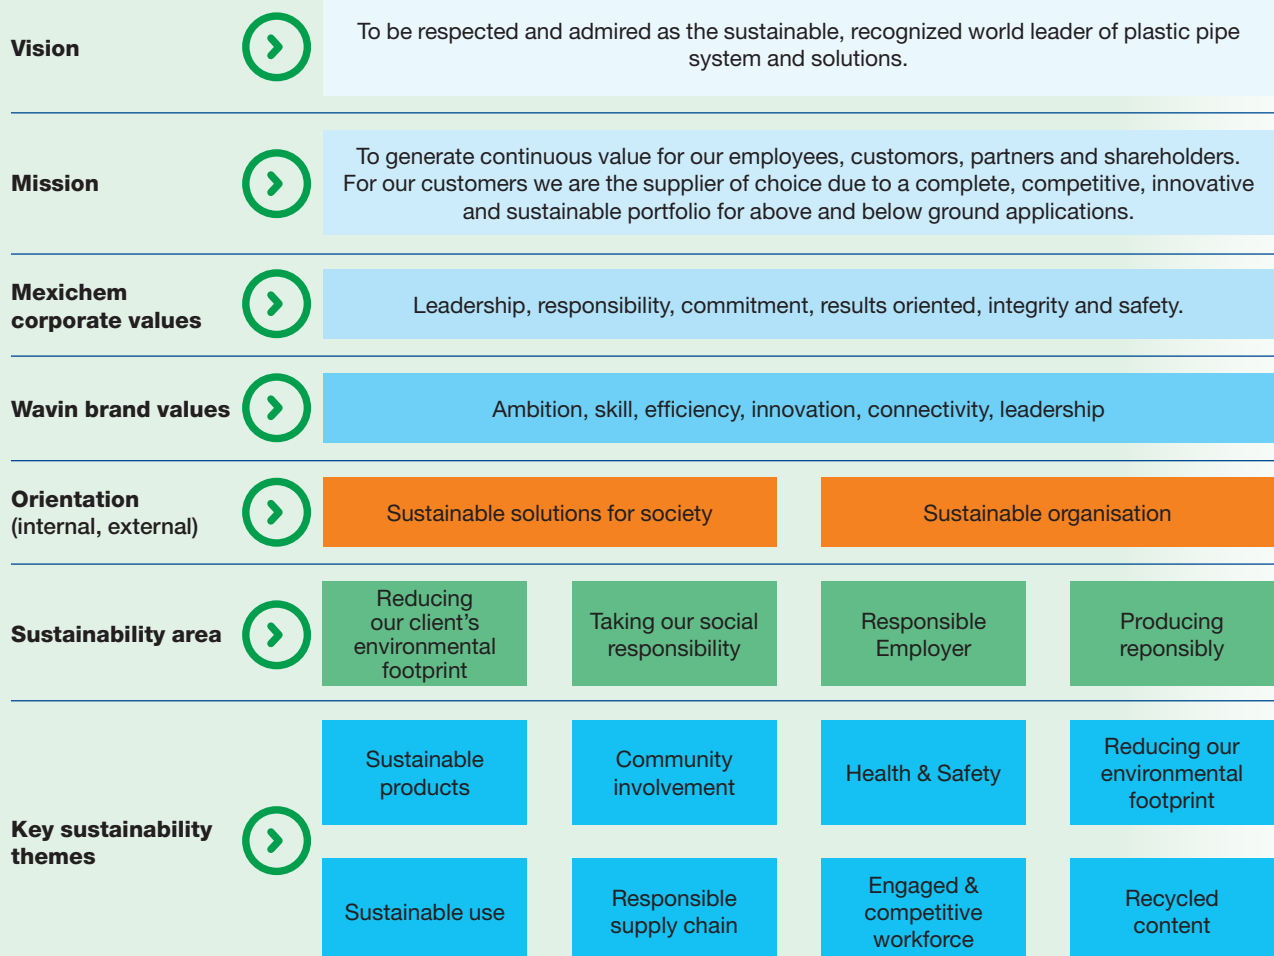 Vision
To be respected and admired as the sustainable, recognized world leader of plastic pipe
system and solutions.
Mission
To generate continuous value for our employees, customors, partners and shareholders.
For our customers we are the supplier of choice due to a complete, competitive, innovative
and sustainable portfolio for above and below ground applications.
Mexichem
corporate values
Leadership, responsibility, commitment, results oriented, integrity and safety.
Wavin brand values
Ambition, skill, efficiency, innovation, connectivity, leadership
Orientation
(internal, external)
Sustainable solutions for society
Sustainable organisation
Sustainability area
Reducing
our client's
environmental
footprint
Taking our social
responsibility
Responsible
Employer
Producing
reponsibly
Key sustainability
themes
Sustainable
products
Community
involvement
Health & Safety
Reducing our
environmental
footprint
Sustainable use
Responsible
supply chain
Engaged &
competitive
workforce
Recycled
content